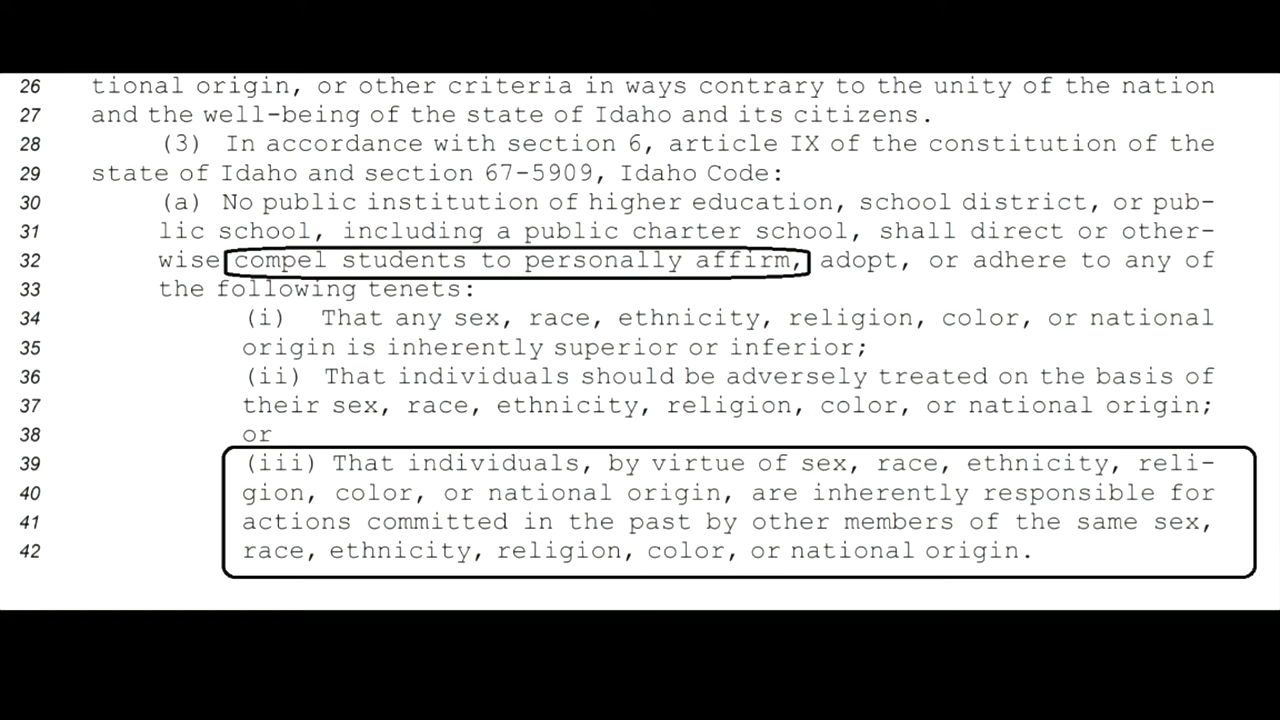 26 tional origin, or other criteria in ways contrary to the unity of the nation
27 and the well-being of the state of Idaho and its citizens.
28 (3) In accordance with section 6, article IX of the constitution of the
29 state of Idaho and section 67-5909, Idaho Code:
30 (a) No public institution of higher education, school district, or pub-
31 lic school, including a public charter school, shall direct or other-
32 wise compel students to personally affirm, adopt, or adhere to any of
33 the following tenets:
34 (i) That any sex, race, ethnicity, religion, color, or national
35 origin is inherently superior or inferior;
36 (ii) That individuals should be adversely treated on the basis of
37 their sex, race, ethnicity, religion, color, or national origin;
38 or
39 (iii) That individuals, by virtue of sex, race, ethnicity, reli-
40 gion, color, or national origin, are inherently responsible for
41 actions committed in the past by other members of the same sex,
42 race, ethnicity, religion, color, or national origin.